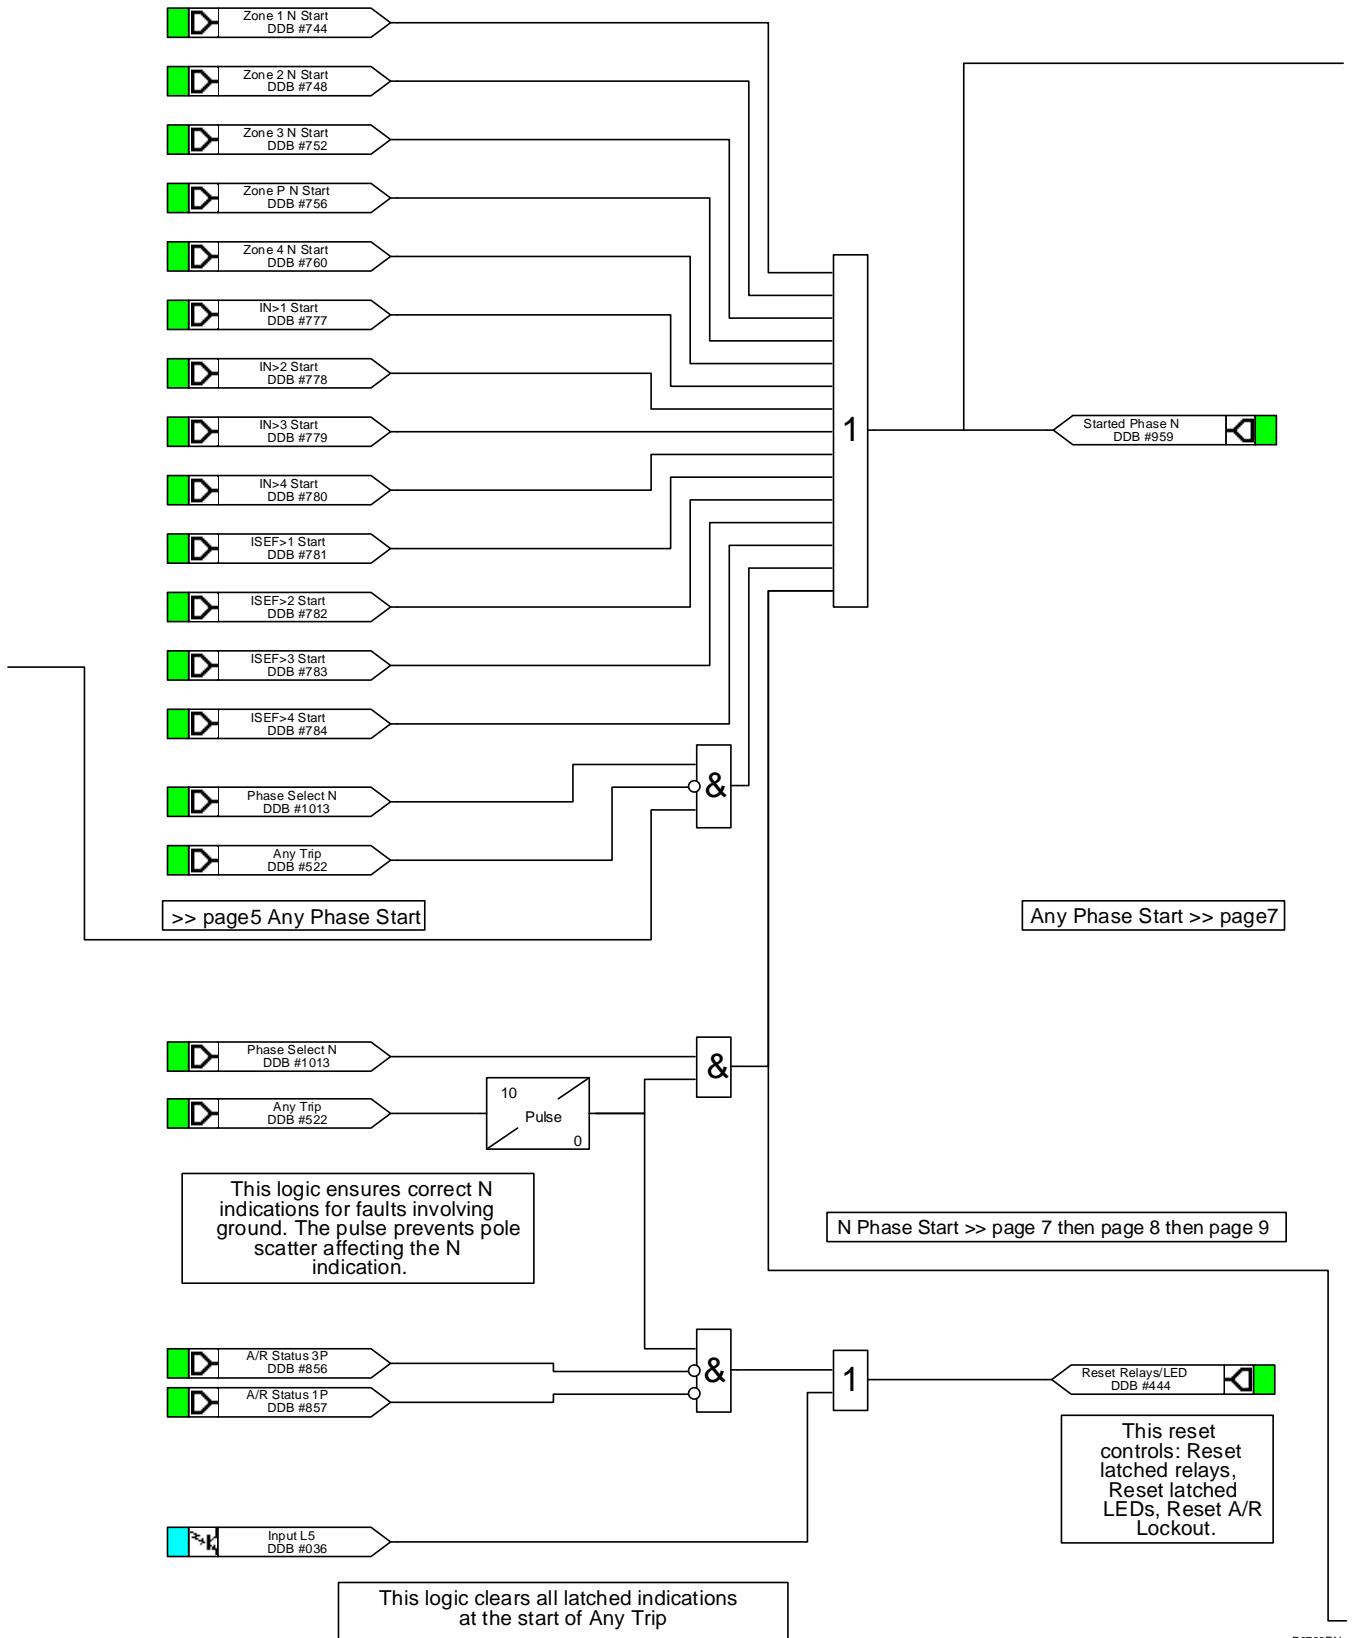 Zone 1 N Start
DDB #744
Zone 2 N Start
DDB #748
Zone 3 N Start
DDB #752
Zone P N Start
DDB #756
Zone 4 N Start
DDB #760
IN>1 Start
DDB #777
IN>2 Start
DDB #778
IN>3 Start
DDB #779
1
Started Phase N
DDB #959
IN>4 Start
DDB #780
ISEF>1 Start
DDB #781
ISEF>2 Start
DDB #782
ISEF>3 Start
DDB #783
ISEF>4 Start
DDB #784
Phase Select N
DDB #1013
&
Any Trip
DDB #522
>> page5 Any Phase Start
Any Phase Start >> page7
Phase Select N
DDB #1013
&
Any Trip
DDB #522
10
Pulse
0
This logic ensures correct N
indications for faults involving
ground. The pulse prevents pole
scatter affecting the N
indication.
N Phase Start >> page 7 then page 8 then page 9
A/R Status 3P
DDB #856
A/R Status 1P
DDB #857
&
1
Reset Relays/LED
DDB #444
This reset
controls: Reset
latched relays,
Reset latched
LEDs, Reset A/R
Lockout.
Input L5
DDB #036
This logic clears all latched indications
at the start of Any Trip